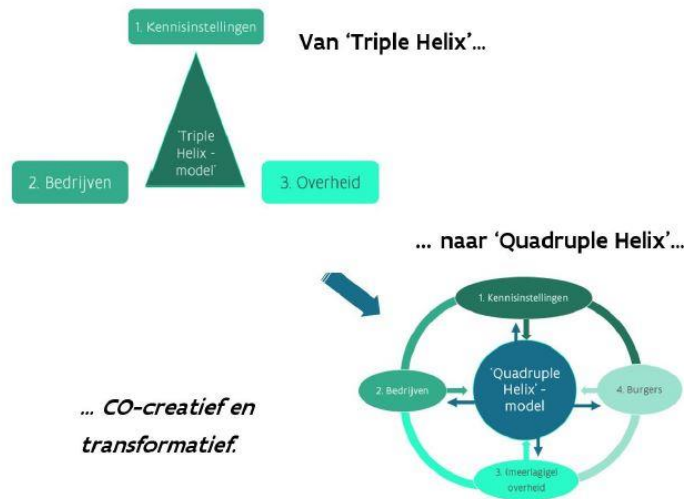 1. Kennisinstellingen
Van ‘Triple Helix’...
‘Triple
Helix -
model’
2. Bedrijven
3. Overheid
... naar ‘Quadruple Helix’...
1. Kennisinstellingen
2. Bedrijven
‘Quadruple
Helix’ -
model
4. Burgers
3. (meerlagige)
overheid
... CO-creatief en
transformatief.